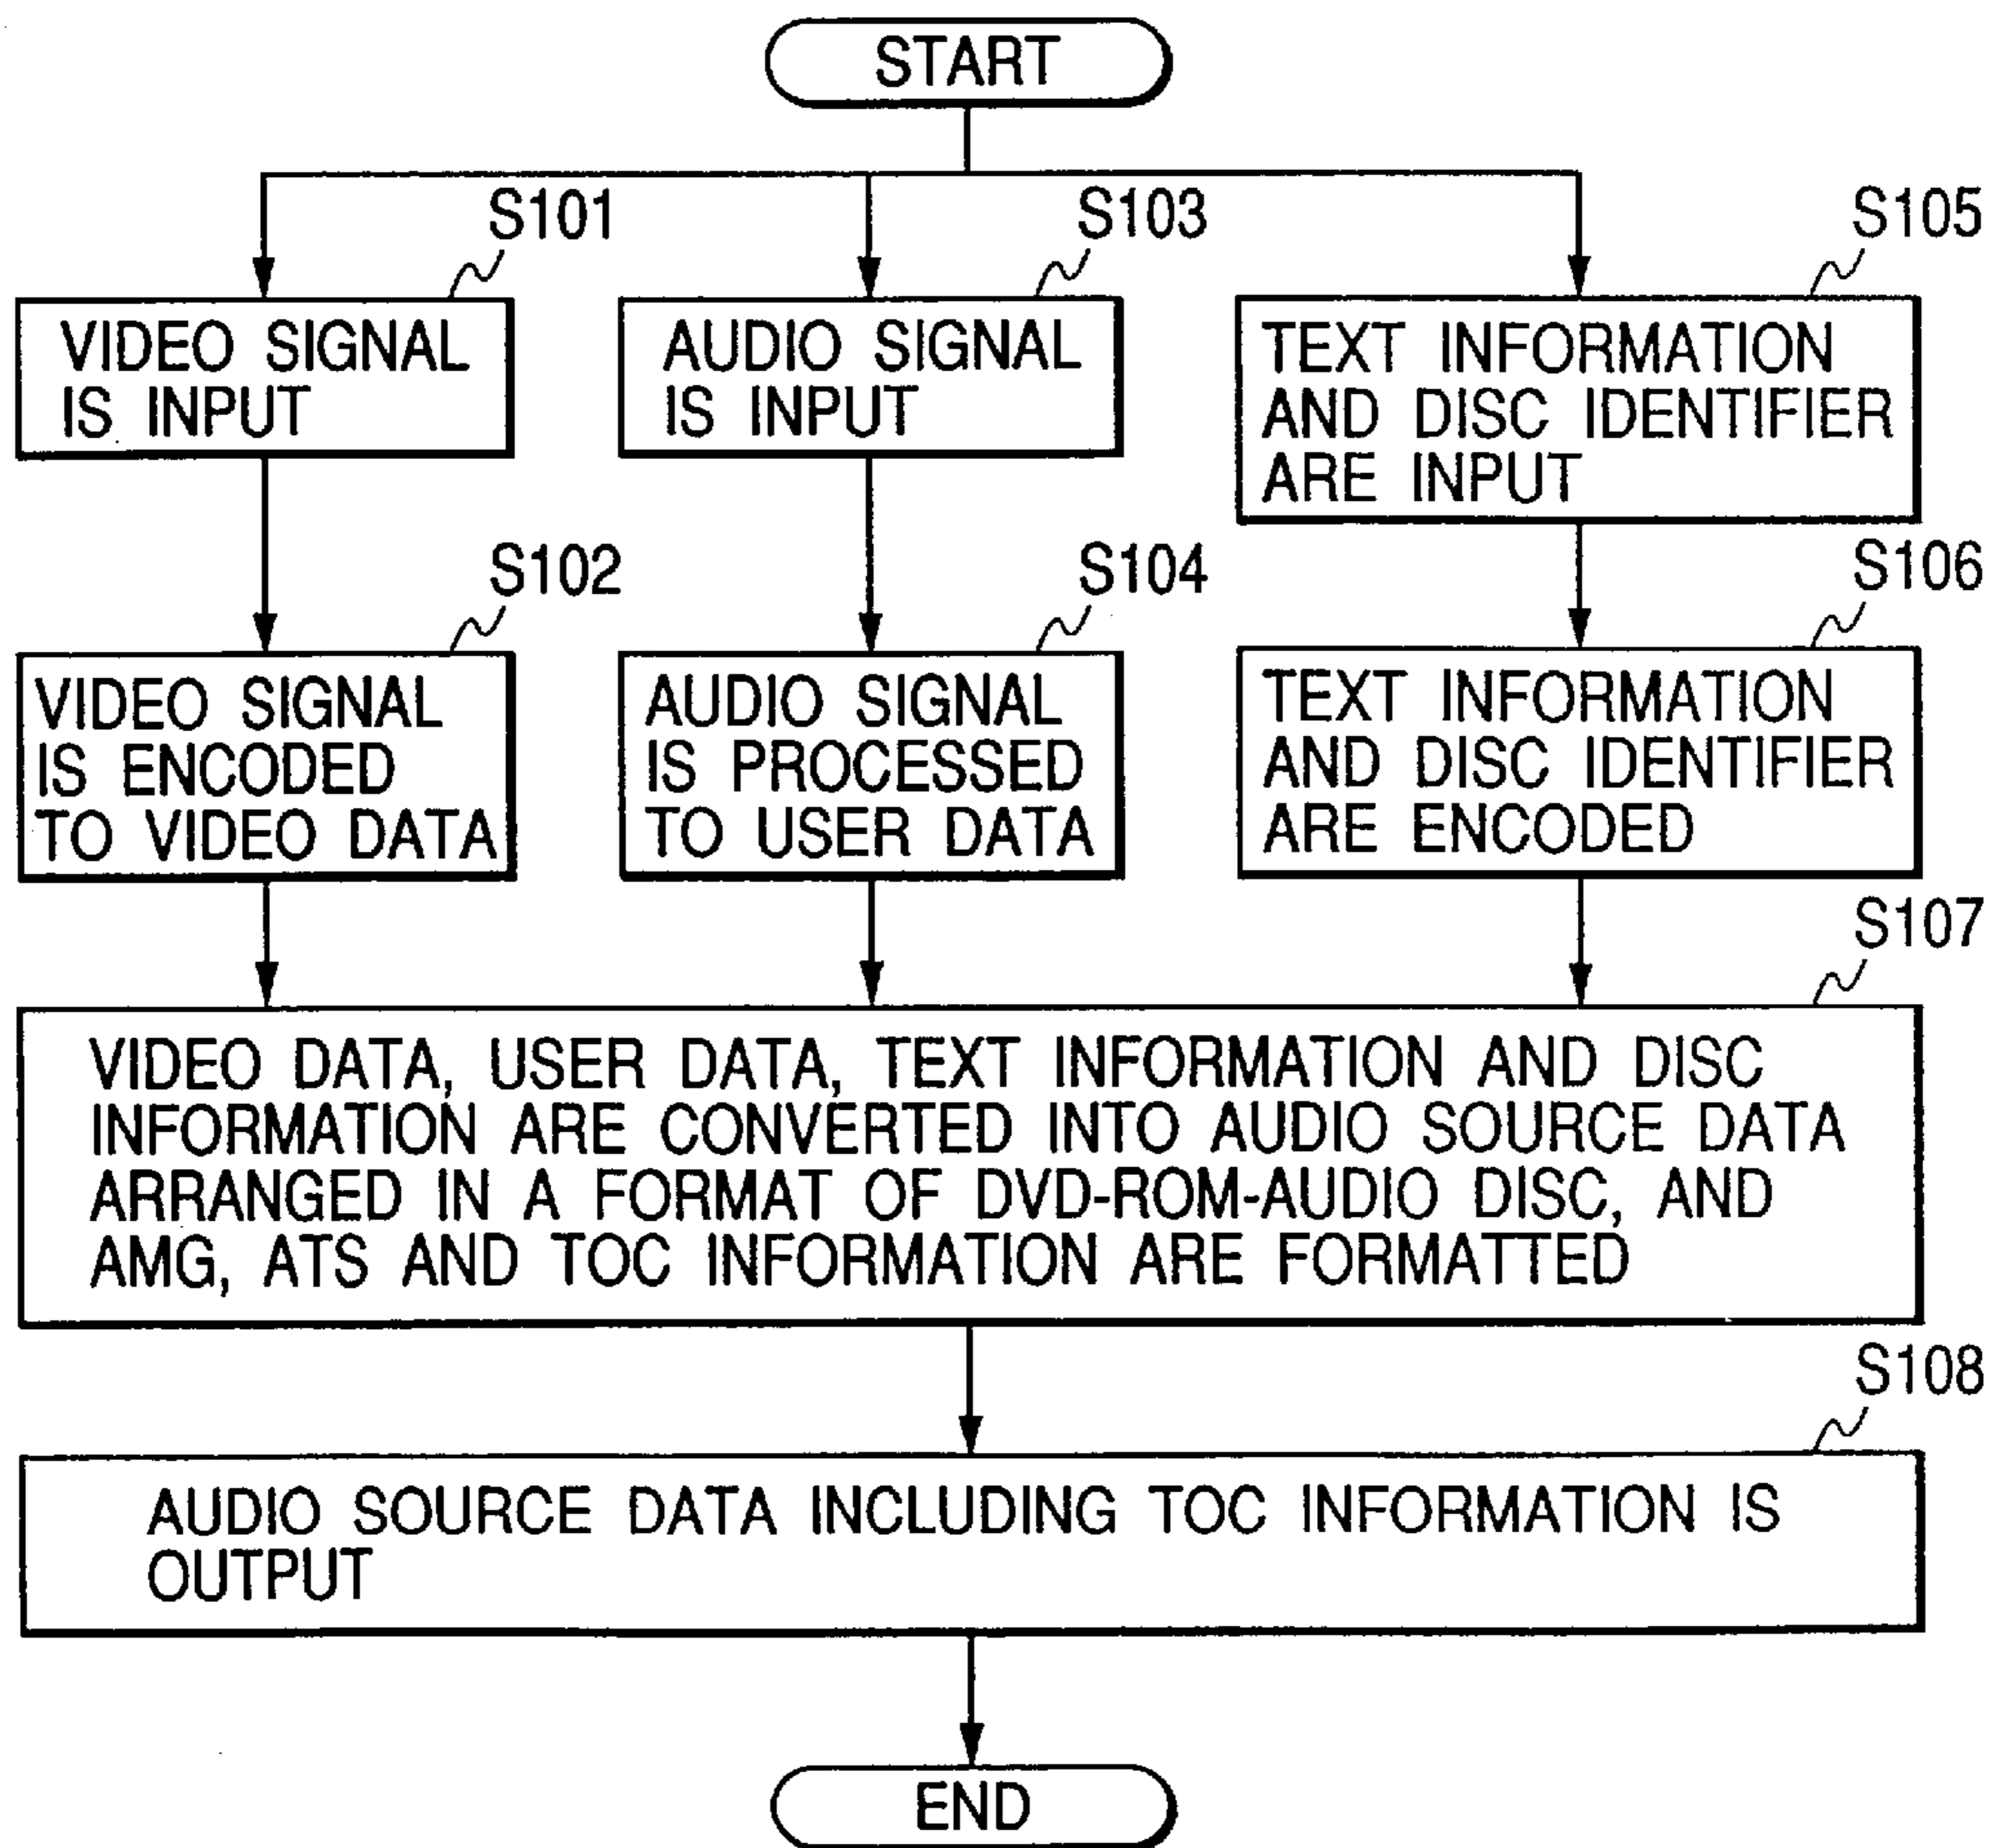 START
S101
S103
S105
VIDEO SIGNAL
IS INPUT
AUDIO SIGNAL
IS INPUT
TEXT INFORMATION
AND DISC IDENTIFIER
ARE INPUT
S102
S104
S106
VIDEO SIGNAL
IS ENCODED
TO VIDEO DATA
AUDIO SIGNAL
IS PROCESSED
TO USER DATA
TEXT INFORMATION
AND DISC IDENTIFIER
ARE ENCODED
S107
VIDEO DATA, USER DATA, TEXT INFORMATION AND DISC
INFORMATION ARE CONVERTED INTO AUDIO SOURCE DATA
ARRANGED IN A FORMAT OF DVD-ROM-AUDIO DISC, AND
AMG, ATS AND TOC INFORMATION ARE FORMATTED
S108
AUDIO SOURCE DATA INCLUDING TOC INFORMATION IS
OUTPUT
END